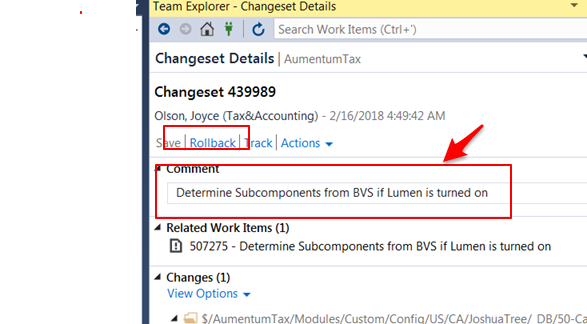 Team Explorer - Changeset Details
Search Work Items (Ctrl+')
Changeset Details | AumentumTax
Changeset 439989
Olson, Joyce (Tax&Accounting) - 2/16/2018 4:49:42 AM
Save | Rollback | Track | Actions
Comment
Determine Subcomponents from BVS if Lumen is turned on
Related Work Items (1)
507275 - Determine Subcomponents from BVS if Lumen is turned on
Changes (1)
View Options
$/AumentumTax/Modules/Custom/Config/US/CA/JoshuaTree/_DB/50-Ca